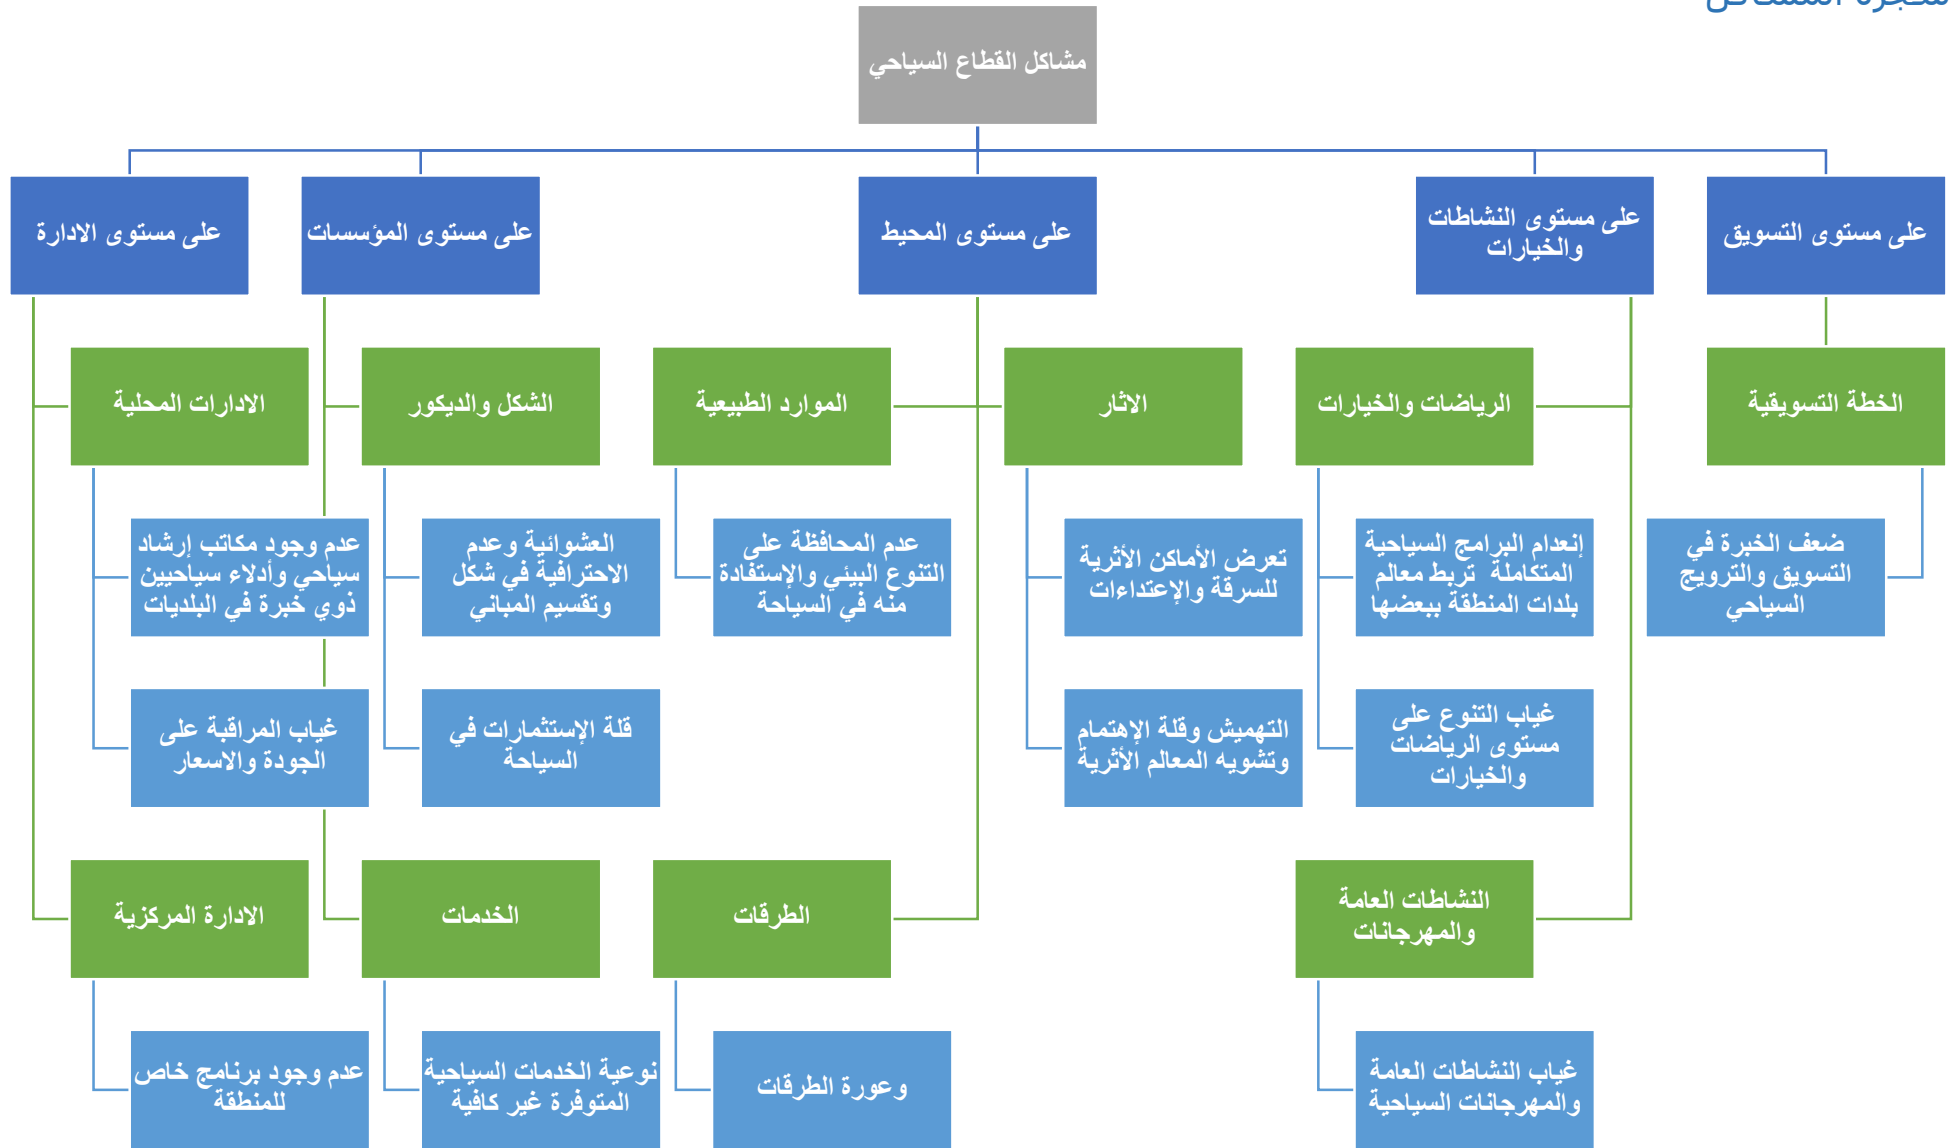 مشاكل القطاع السياحي
على مستوى التسويق
على مستوى النشاطات
والخيارات
على مستوى المحيط
على مستوى المؤسسات
على مستوى الادارة
الخطة التسويقية
الرياضات والخيارات
الاثار
الموارد الطبيعية
الشكل والديكور
الادارات المحلية
ضعف الخبرة في
التسويق والترويج
السياحي
إنعدام البرامج السياحية
المتكاملة تربط معالم
بلدات المنطقة ببعضها
تعرض الأماكن الأثرية
للسرقة والإعتداءات
عدم المحافظة على
التنوع البيئي والإستفادة
منه في السياحة
العشوائية وعدم
الاحترافية في شكل
وتقسيم المباني
عدم وجود مكاتب إرشاد
سياحي وأدلاء سياحيين
ذوي خبرة في البلديات
غياب التنوع على
مستوى الرياضات
والخيارات
التهميش وقلة الإهتمام
وتشويه المعالم الأثرية
قلة الإستثمارات في
السياحة
غياب المراقبة على
الجودة والاسعار
النشاطات العامة
والمهرجانات
الطرقات
الخدمات
الادارة المركزية
غياب النشاطات العامة
والمهرجانات السياحية
وعورة الطرقات
نوعية الخدمات السياحية
المتوفرة غير كافية
عدم وجود برنامج خاص
للمنطقة